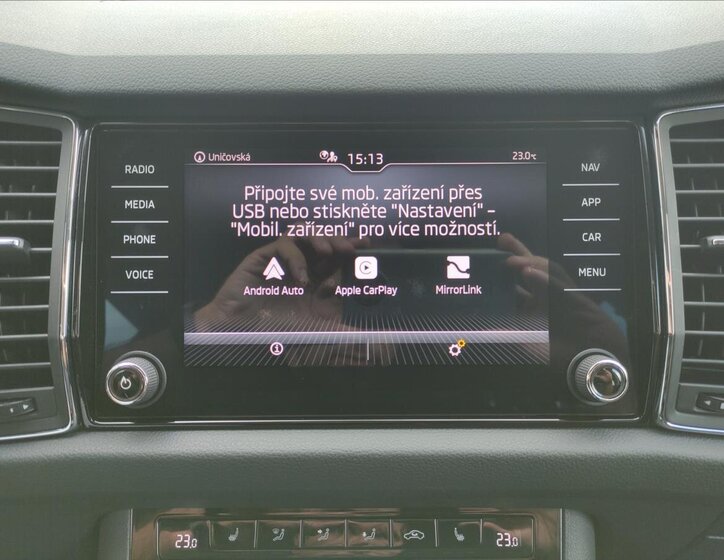 Uničovská 15:13 23.0°C
RADIO
MEDIA
PHONE
VOICE
Připojte své mob. zařízení přes
USB nebo stiskněte "Nastavení" –
"Mobil. zařízení" pro více možností.
Android Auto Apple CarPlay MirrorLink
NAV
APP
CAR
MENU
23.0 23.0